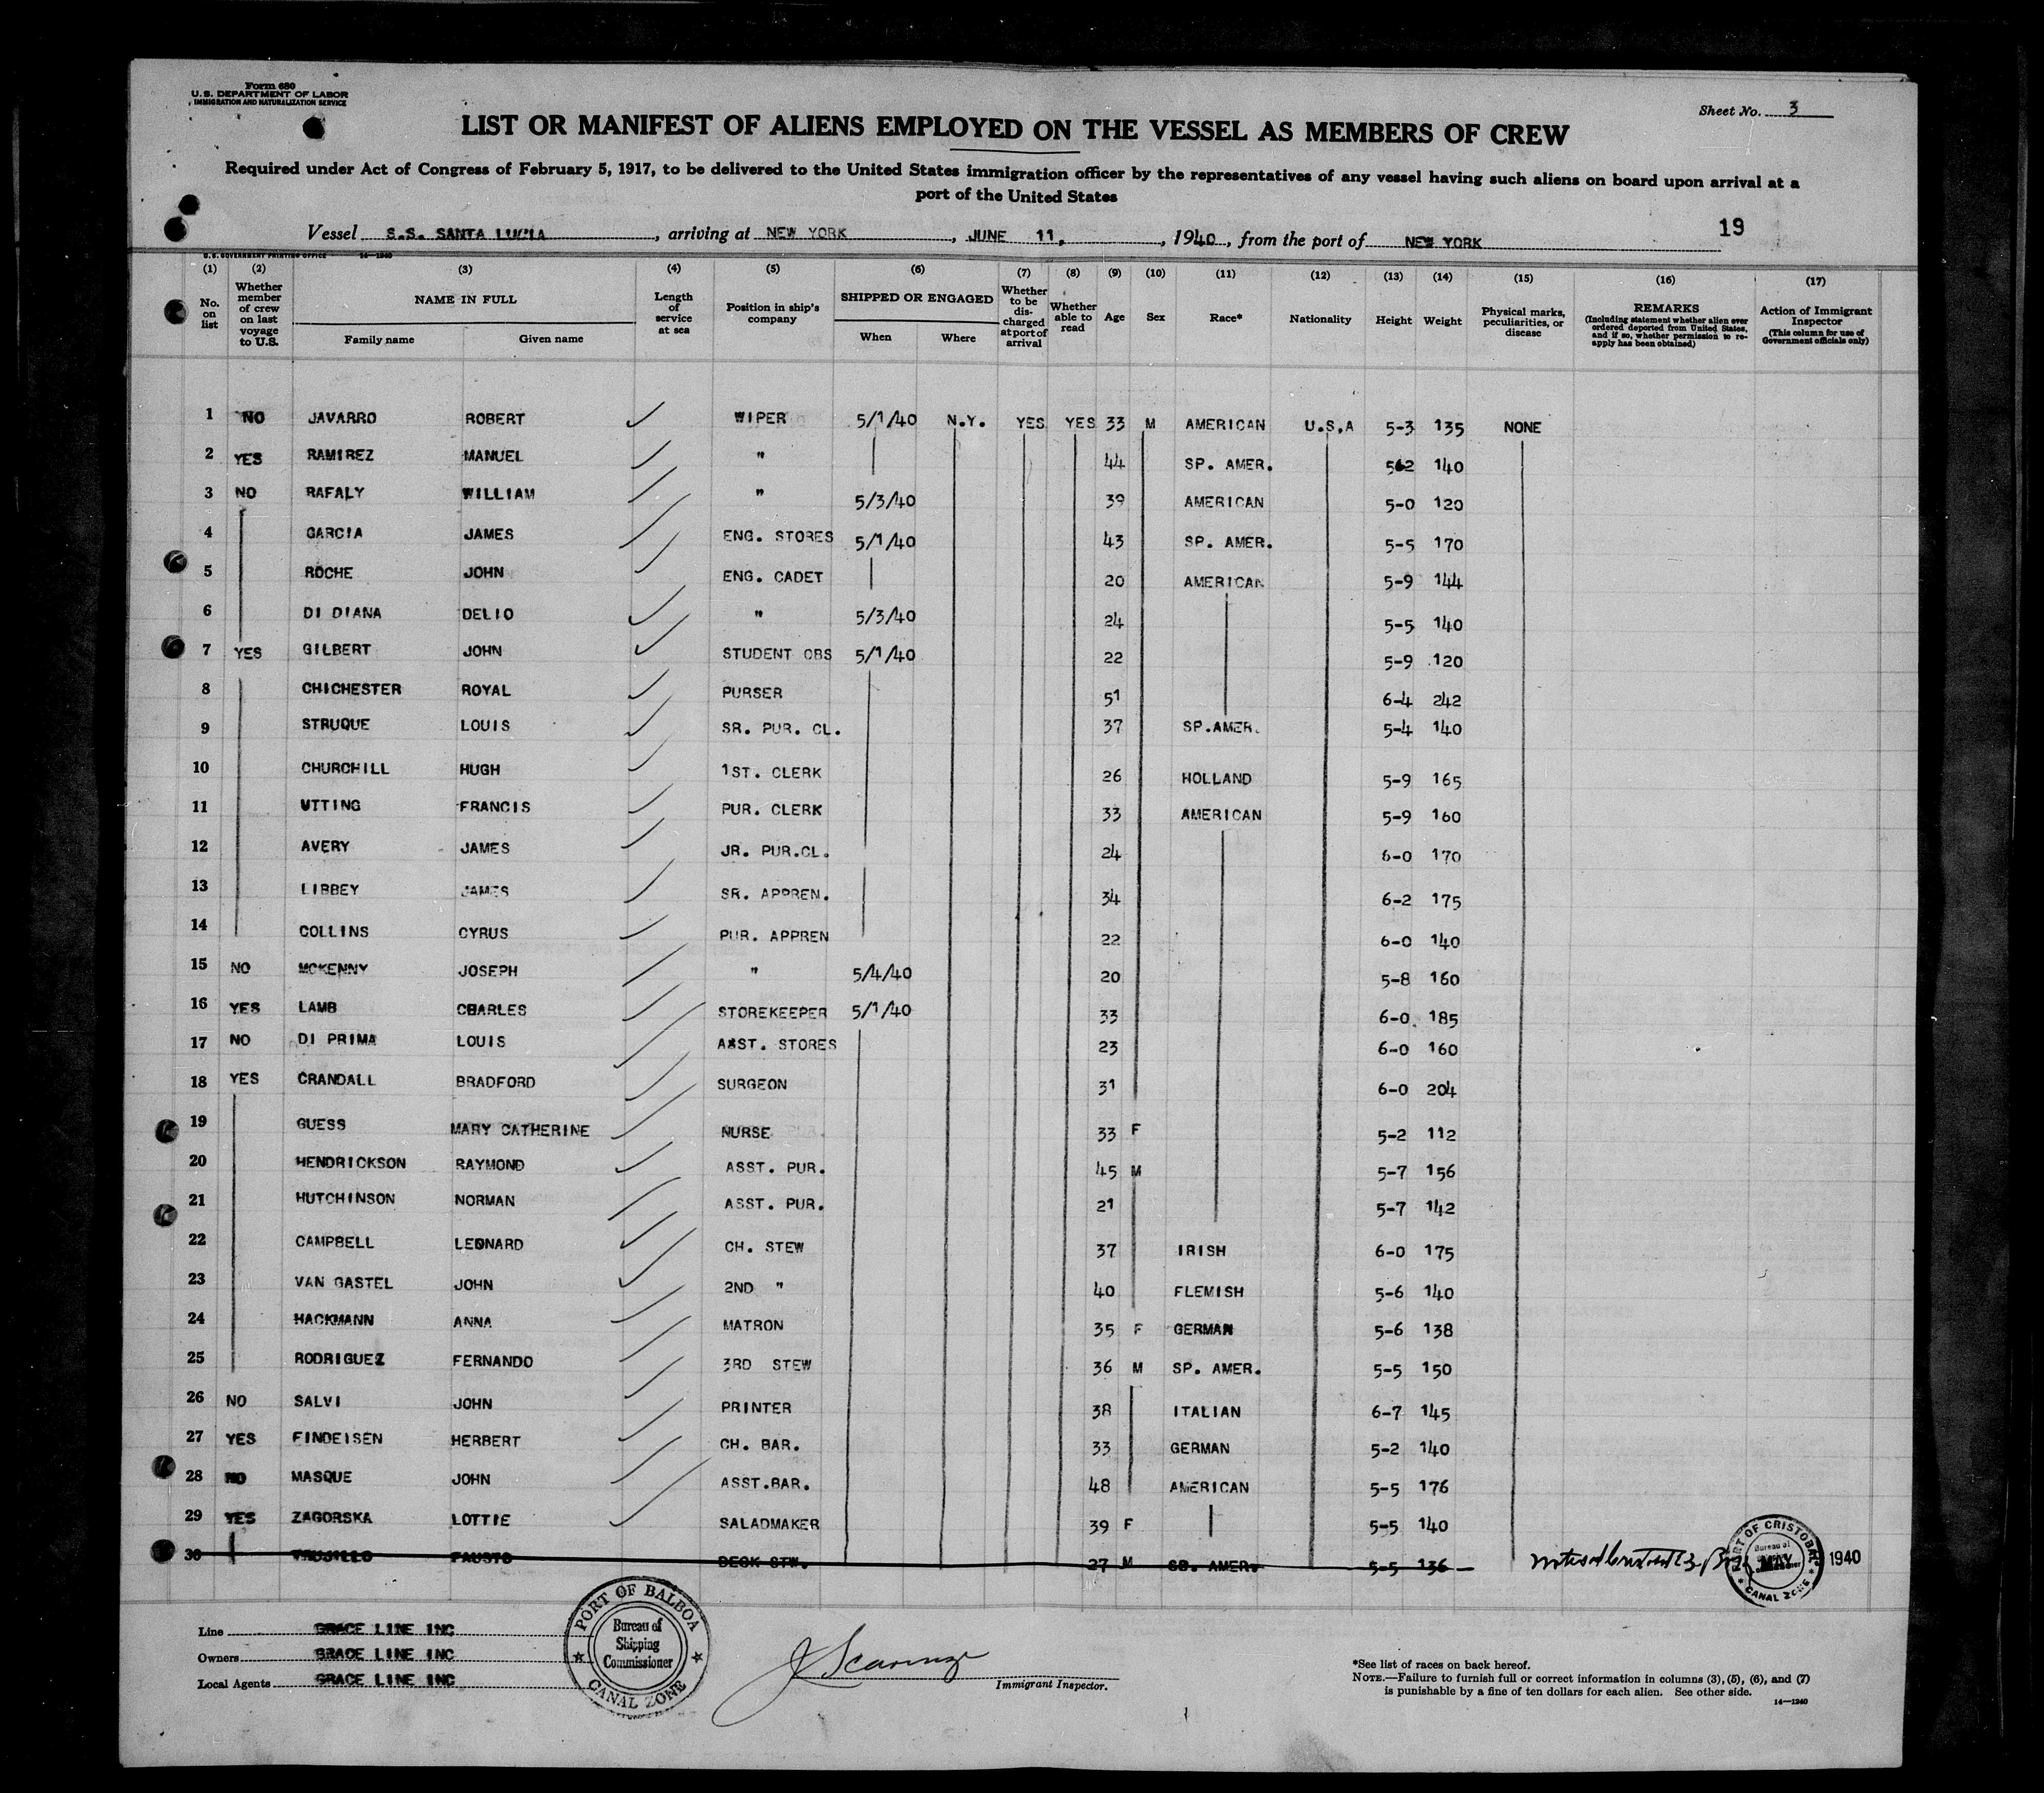 Form 680
U.S. DEPARTMENT OF LABOR
IMMIGRATION AND NATURALIZATION SERVICE
Sheet No. 3
LIST OR MANIFEST OF ALIENS EMPLOYED ON THE VESSEL AS MEMBERS OF CREW
Required under Act of Congress of February 5, 1917, to be delivered to the United States immigration officer by the representatives of any vessel having such aliens on board upon arrival at a
port of the United States
19
Vessel S.S. SANTA LUCIA, arriving at NEW YORK, JUNE 11, 1940, from the port of NEW YORK
U.S. GOVERNMENT PRINTING OFFICE 14—1240
(1) (2) (3) (4) (5) (6) (7) (8) (9) (10) (11) (12) (13) (14) (15) (16) (17)
No. on list
Whether member of crew on last voyage to U.S.
NAME IN FULL
Family name Given name
Length of service at sea
Position in ship's company
SHIPPED OR ENGAGED
When Where
Whether to be discharged at port of arrival
Whether able to read
Age Sex Race* Nationality Height Weight
Physical marks, peculiarities, or disease
REMARKS
(Including statement whether alien ever ordered deported from United States, and if so, whether permission to re-apply has been obtained)
Action of Immigrant Inspector
(This column for use of Government officials only)
1 NO JAVARRO ROBERT WIPER 5/1/40 N.Y. YES YES 33 M AMERICAN U.S.A 5-3 135 NONE
2 YES RAMIREZ MANUEL " 44 SP. AMER. 562 140
3 NO RAFALY WILLIAM " 5/3/40 39 AMERICAN 5-0 120
4 GARCIA JAMES ENG. STORES 5/1/40 43 SP. AMER. 5-5 170
5 ROCHE JOHN ENG. CADET 20 AMERICAN 5-9 144
6 DI DIANA DELIO " 5/3/40 24 5-5 140
7 YES GILBERT JOHN STUDENT OBS 5/1/40 22 5-9 120
8 CHICHESTER ROYAL PURSER 51 6-4 242
9 STRUQUE LOUIS SR. PUR. CL. 37 SP.AMER. 5-4 140
10 CHURCHILL HUGH 1ST. CLERK 26 HOLLAND 5-9 165
11 UTTING FRANCIS PUR. CLERK 33 AMERICAN 5-9 160
12 AVERY JAMES JR. PUR.CL. 24 6-0 170
13 LIBBEY JAMES SR. APPREN. 34 6-2 175
14 COLLINS CYRUS PUR. APPREN 22 6-0 140
15 NO MCKENNY JOSEPH " 5/4/40 20 5-8 160
16 YES LAMB CHARLES STOREKEEPER 5/1/40 33 6-0 185
17 NO DI PRIMA LOUIS ASST. STORES 23 6-0 160
18 YES CRANDALL BRADFORD SURGEON 31 6-0 204
19 GUESS MARY CATHERINE NURSE 33 F 5-2 112
20 HENDRICKSON RAYMOND ASST. PUR. 45 M 5-7 156
21 HUTCHINSON NORMAN ASST. PUR. 21 5-7 142
22 CAMPBELL LEONARD CH. STEW 37 IRISH 6-0 175
23 VAN GASTEL JOHN 2ND " 40 FLEMISH 5-6 140
24 HACKMANN ANNA MATRON 35 F GERMAN 5-6 138
25 RODRIGUEZ FERNANDO 3RD STEW 36 M SP. AMER. 5-5 150
26 NO SALVI JOHN PRINTER 38 ITALIAN 6-7 145
27 YES FINDEISEN HERBERT CH. BAR. 33 GERMAN 5-2 140
28 NO MASQUE JOHN ASST.BAR. 48 AMERICAN 5-5 176
29 YES ZAGORSKA LOTTIE SALADMAKER 39 F 5-5 140
30 TRUJILLO FAUSTO DECK STW. 27 M SP. AMER. 5-5 136
PORT OF CRISTOBAL Bureau of MAY CANAL ZONE 1940
Line GRACE LINE INC
Owners GRACE LINE INC
Local Agents GRACE LINE INC
PORT OF BALBOA
Bureau of
Shipping
Commissioner
CANAL ZONE
Immigrant Inspector.
*See list of races on back hereof.
NOTE.—Failure to furnish full or correct information in columns (3), (5), (6), and (7)
is punishable by a fine of ten dollars for each alien. See other side.
14—1240